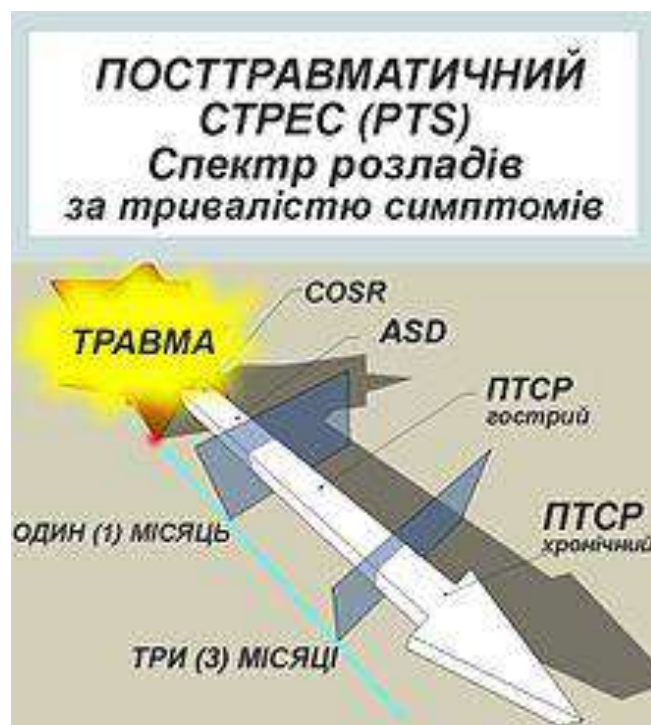 ПОСТТРАВМАТИЧНИЙ
СТРЕС (PTS)
Спектр розладів
за тривалістю симптомів
COSR
ТРАВМА
ASD
ПТСР
гострий
ОДИН (1) МІСЯЦЬ
ПТСР
хронічний
ТРИ (3) МІСЯЦІ